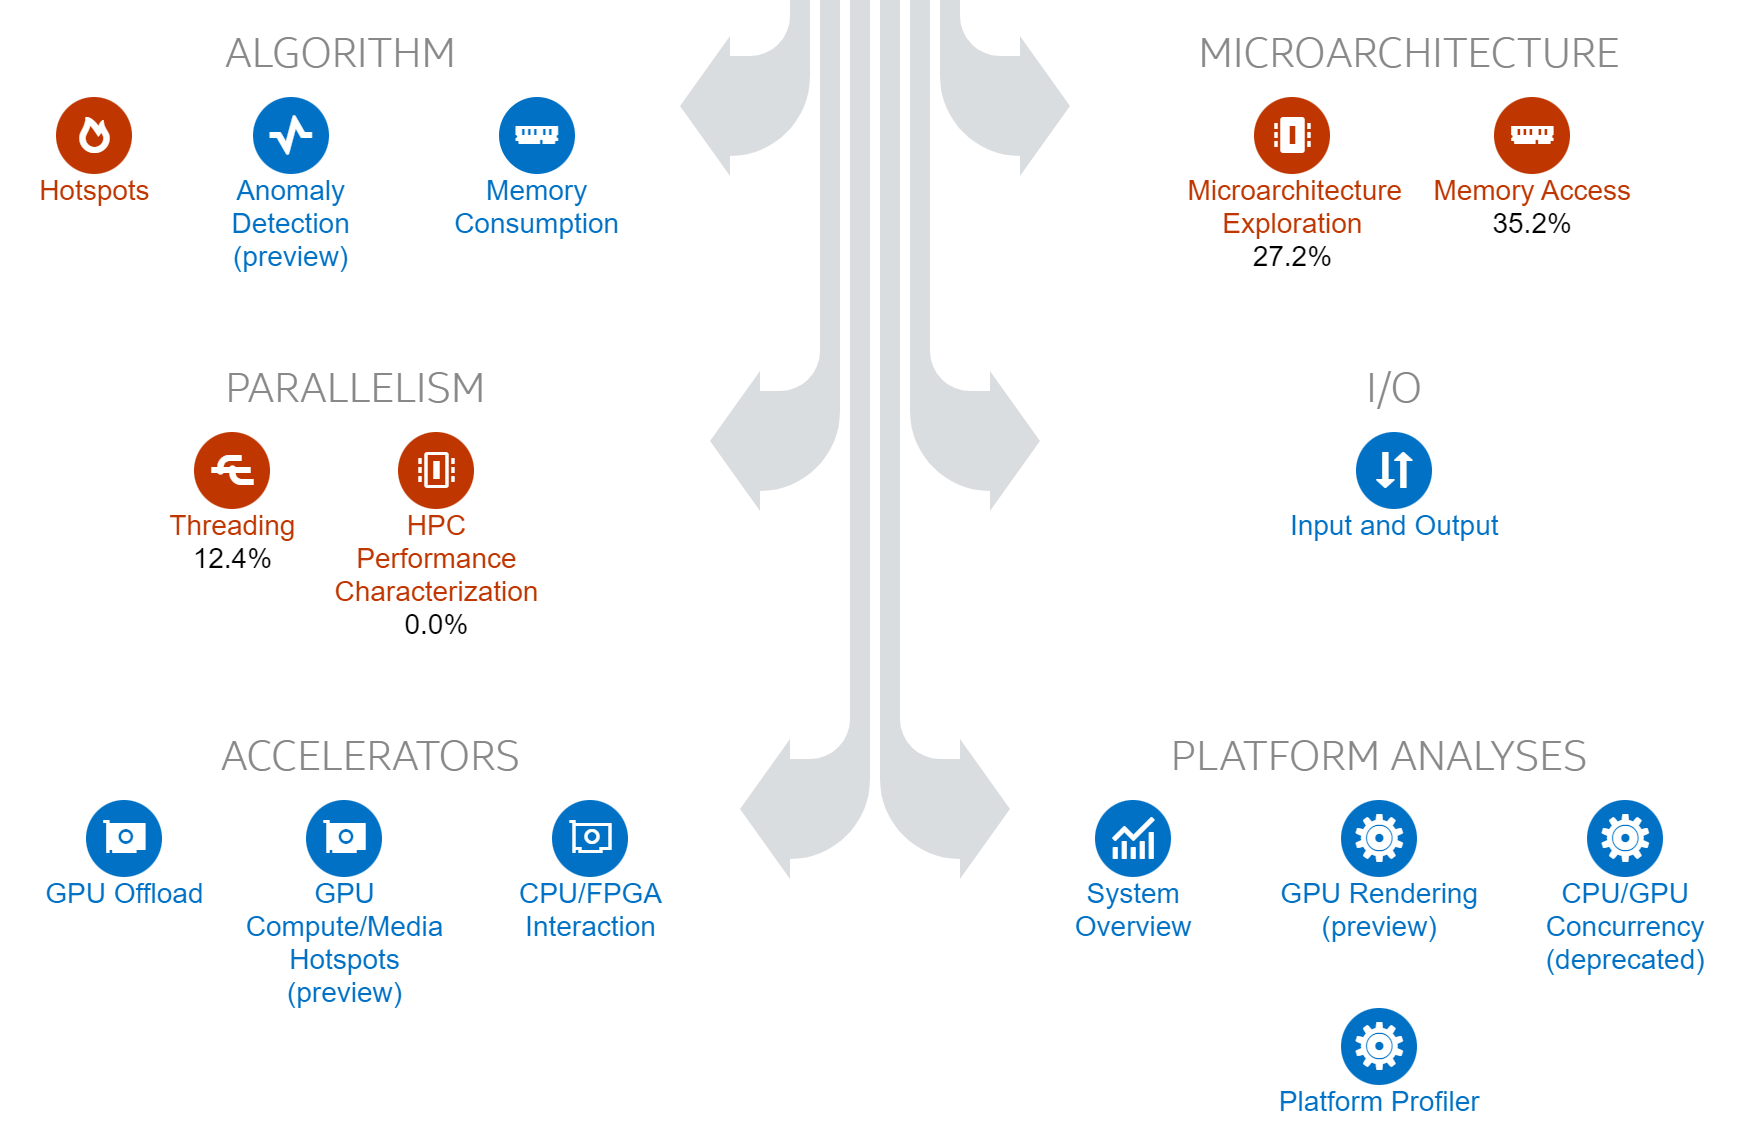 ALGORITHM
Hotspots
Anomaly
Detection
(preview)
Memory
Consumption
MICROARCHITECTURE
Microarchitecture
Exploration
27.2%
Memory Access
35.2%
PARALLELISM
Threading
12.4%
HPC
Performance
Characterization
0.0%
I/O
Input and Output
ACCELERATORS
GPU Offload
GPU
Compute/Media
Hotspots
(preview)
CPU/FPGA
Interaction
PLATFORM ANALYSES
System
Overview
GPU Rendering
(preview)
CPU/GPU
Concurrency
(deprecated)
Platform Profiler